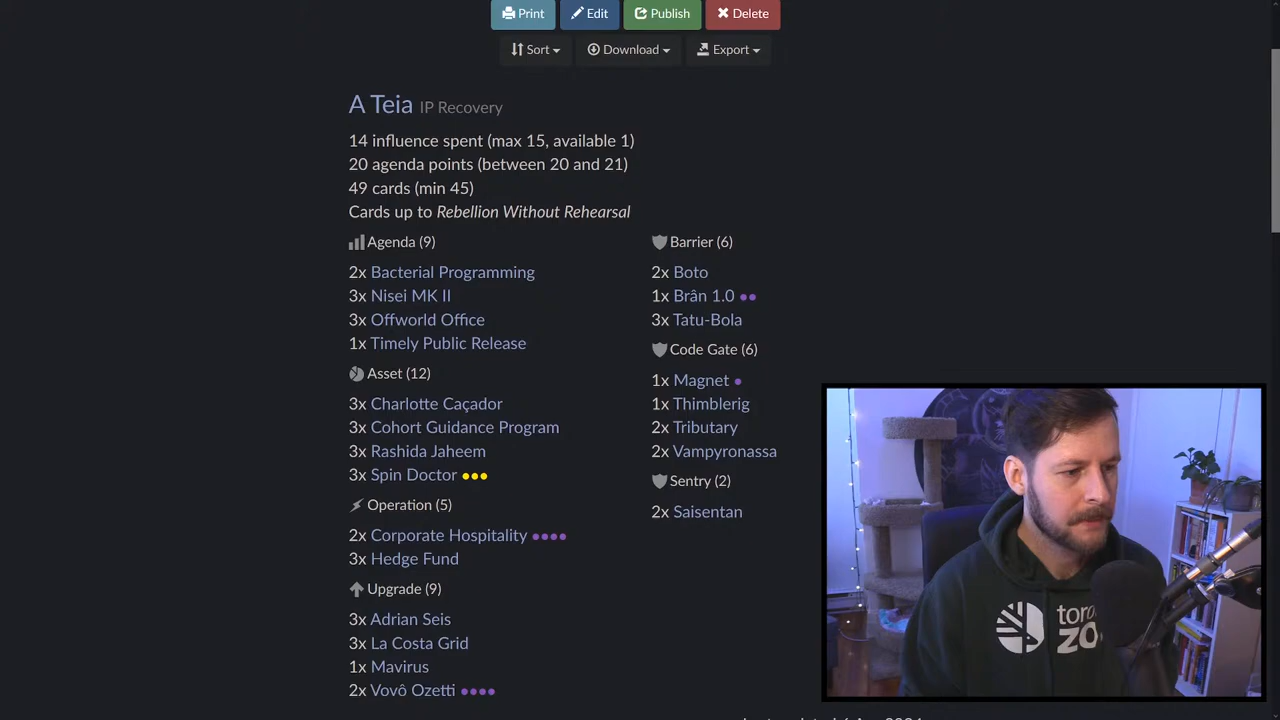 Print Edit Publish Delete
Sort Download Export
A Teia IP Recovery
14 influence spent (max 15, available 1)
20 agenda points (between 20 and 21)
49 cards (min 45)
Cards up to Rebellion Without Rehearsal
Agenda (9)
2x Bacterial Programming
3x Nisei MK II
3x Offworld Office
1x Timely Public Release
Asset (12)
3x Charlotte Caçador
3x Cohort Guidance Program
3x Rashida Jaheem
3x Spin Doctor
Operation (5)
2x Corporate Hospitality
3x Hedge Fund
Upgrade (9)
3x Adrian Seis
3x La Costa Grid
1x Mavirus
2x Vovô Ozetti
Barrier (6)
2x Boto
1x Brân 1.0
3x Tatu-Bola
Code Gate (6)
1x Magnet
1x Thimblerig
2x Tributary
2x Vampyronassa
Sentry (2)
2x Saisentan